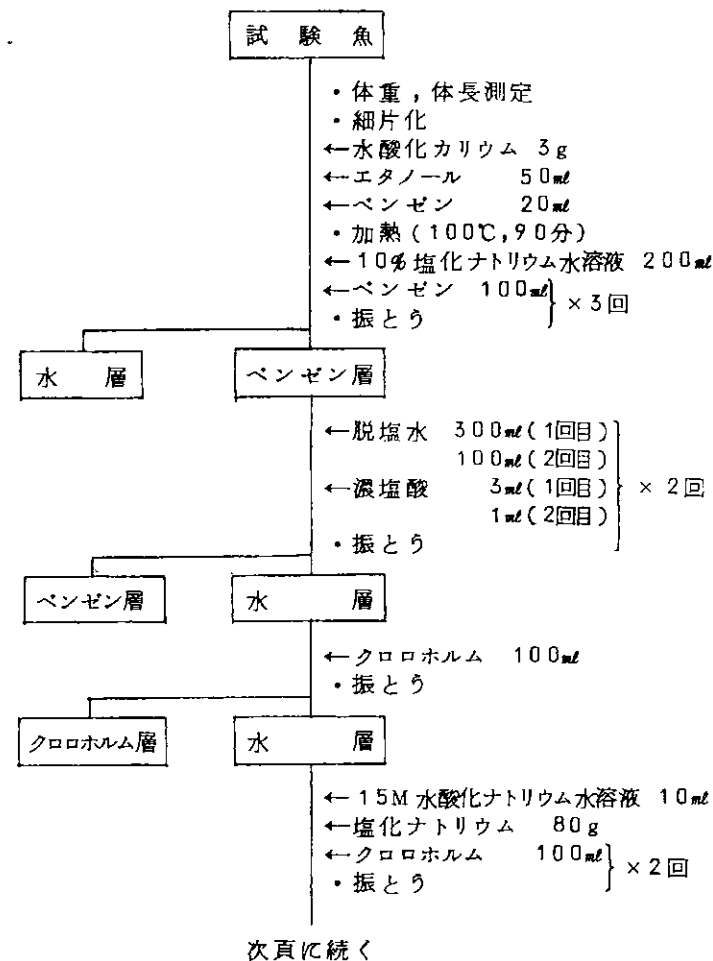 試験魚
・体重，体長測定
・細片化
←水酸化カリウム 3g
←エタノール 50ml
←ベンゼン 20ml
・加熱(100℃,90分)
←10%塩化ナトリウム水溶液 200ml
←ベンゼン 100ml
・振とう
×3回
水層
ベンゼン層
←脱塩水 300ml(1回目)
100ml(2回目)
←濃塩酸 3ml(1回目)
1ml(2回目)
×2回
・振とう
ベンゼン層
水層
←クロロホルム 100ml
・振とう
クロロホルム層
水層
←15M水酸化ナトリウム水溶液 10ml
←塩化ナトリウム 80g
←クロロホルム 100ml
・振とう
×2回
次頁に続く